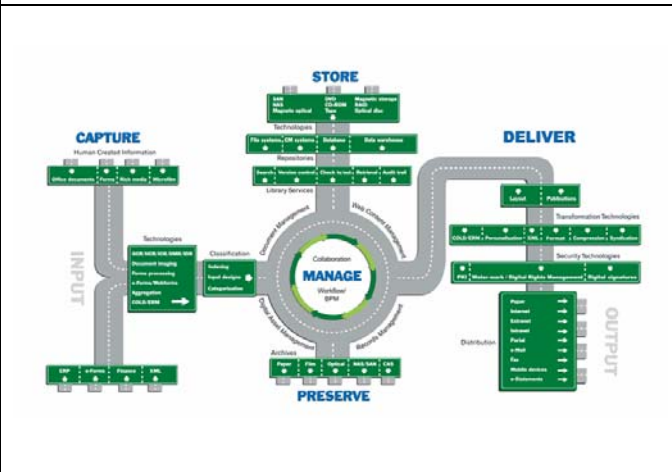 STORE
SAN DVD Magnetic storage
NAS CD-ROM RAID
Magneto optical Tape Optical disc
Technologies
File systems CM systems Database Data warehouse
Repositories
Search Version control Check in/out Retrieval Audit trail
Library Services
CAPTURE
Human Created Information
Office documents Forms Rich media Microfilm
INPUT
Technologies
Document imaging
Forms processing
e-Forms/Webforms
Aggregation
COLD/ERM
Classification
Indexing
Input designs
Categorization
ERP e-Forms Finance XML
Document Management
Web Content Management
Collaboration
MANAGE
Workflow/
BPM
Digital Asset Management
Records Management
Archives
Paper Film Optical NAS/SAN CAS
PRESERVE
DELIVER
Layout Publications
Transformation Technologies
COLD/ERM Personalisation XML Format Compression Syndication
Security Technologies
PKI Water-mark / Digital Rights Management Digital signatures
Distribution
Paper
Internet
Extranet
Intranet
Portal
e-Mail
Fax
Mobile devices
e-Statements
OUTPUT